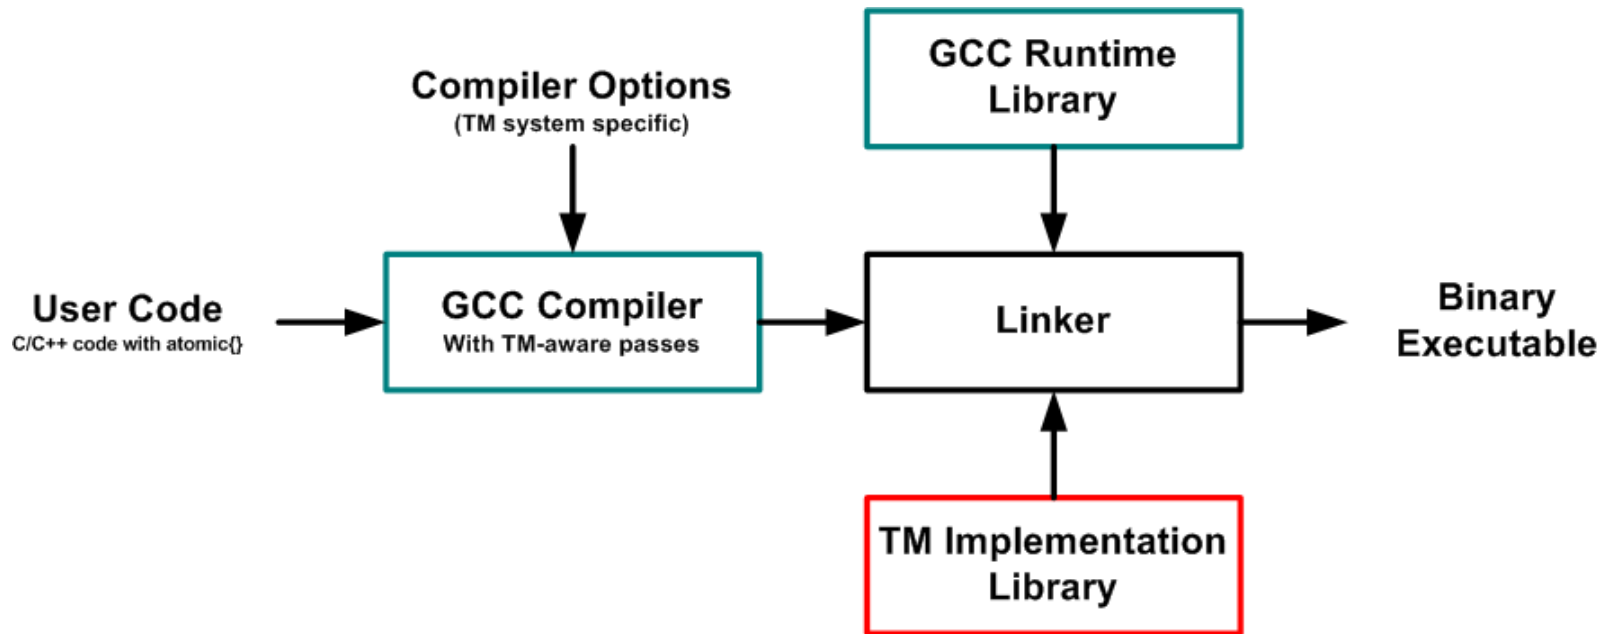 GCC Runtime
Library
Compiler Options
(TM system specific)
User Code
C/C++ code with atomic{}
GCC Compiler
With TM-aware passes
Linker
Binary
Executable
TM Implementation
Library